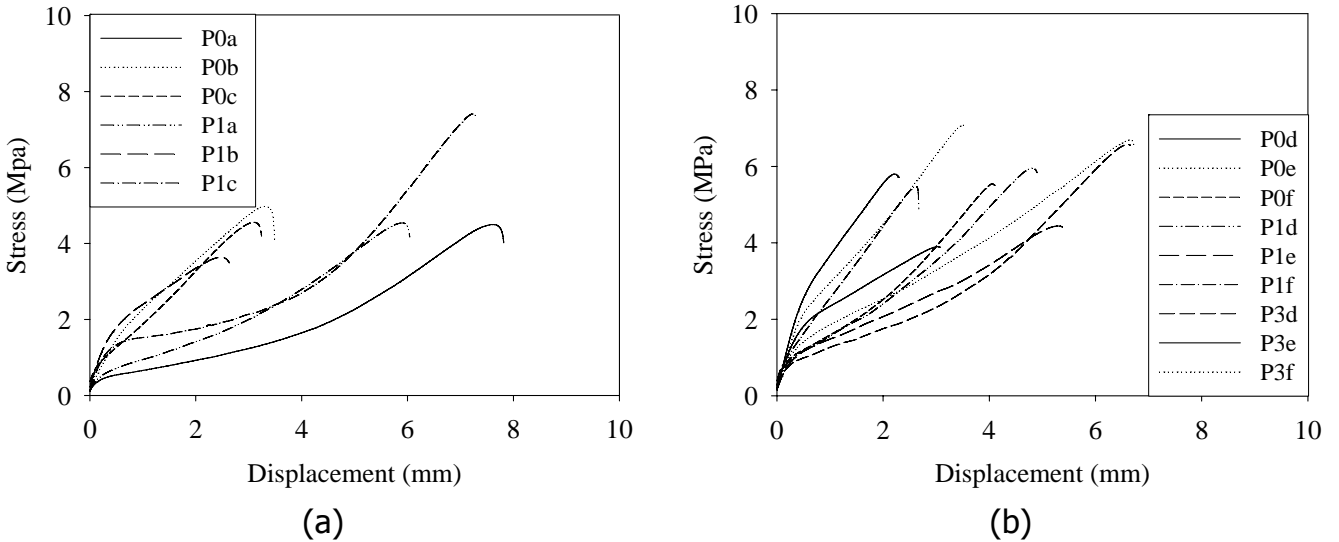 10
8
6
4
2
0
Stress (Mpa)
P0a
P0b
P0c
P1a
P1b
P1c
0 2 4 6 8 10
Displacement (mm)
(a)
10
8
6
4
2
0
Stress (MPa)
P0d
P0e
P0f
P1d
P1e
P1f
P3d
P3e
P3f
0 2 4 6 8 10
Displacement (mm)
(b)